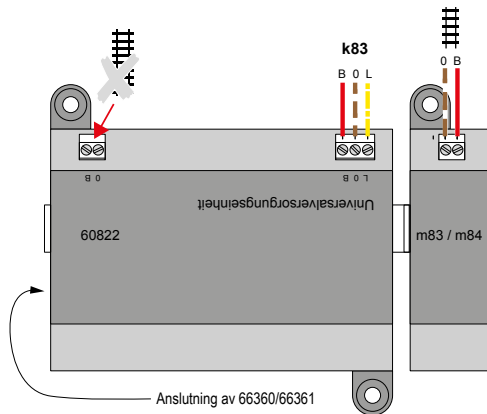 k83
B 0 L
0 B
B 0
B 0 L
Universalversorgungseinheit
60822
m83 / m84
Anslutning av 66360/66361